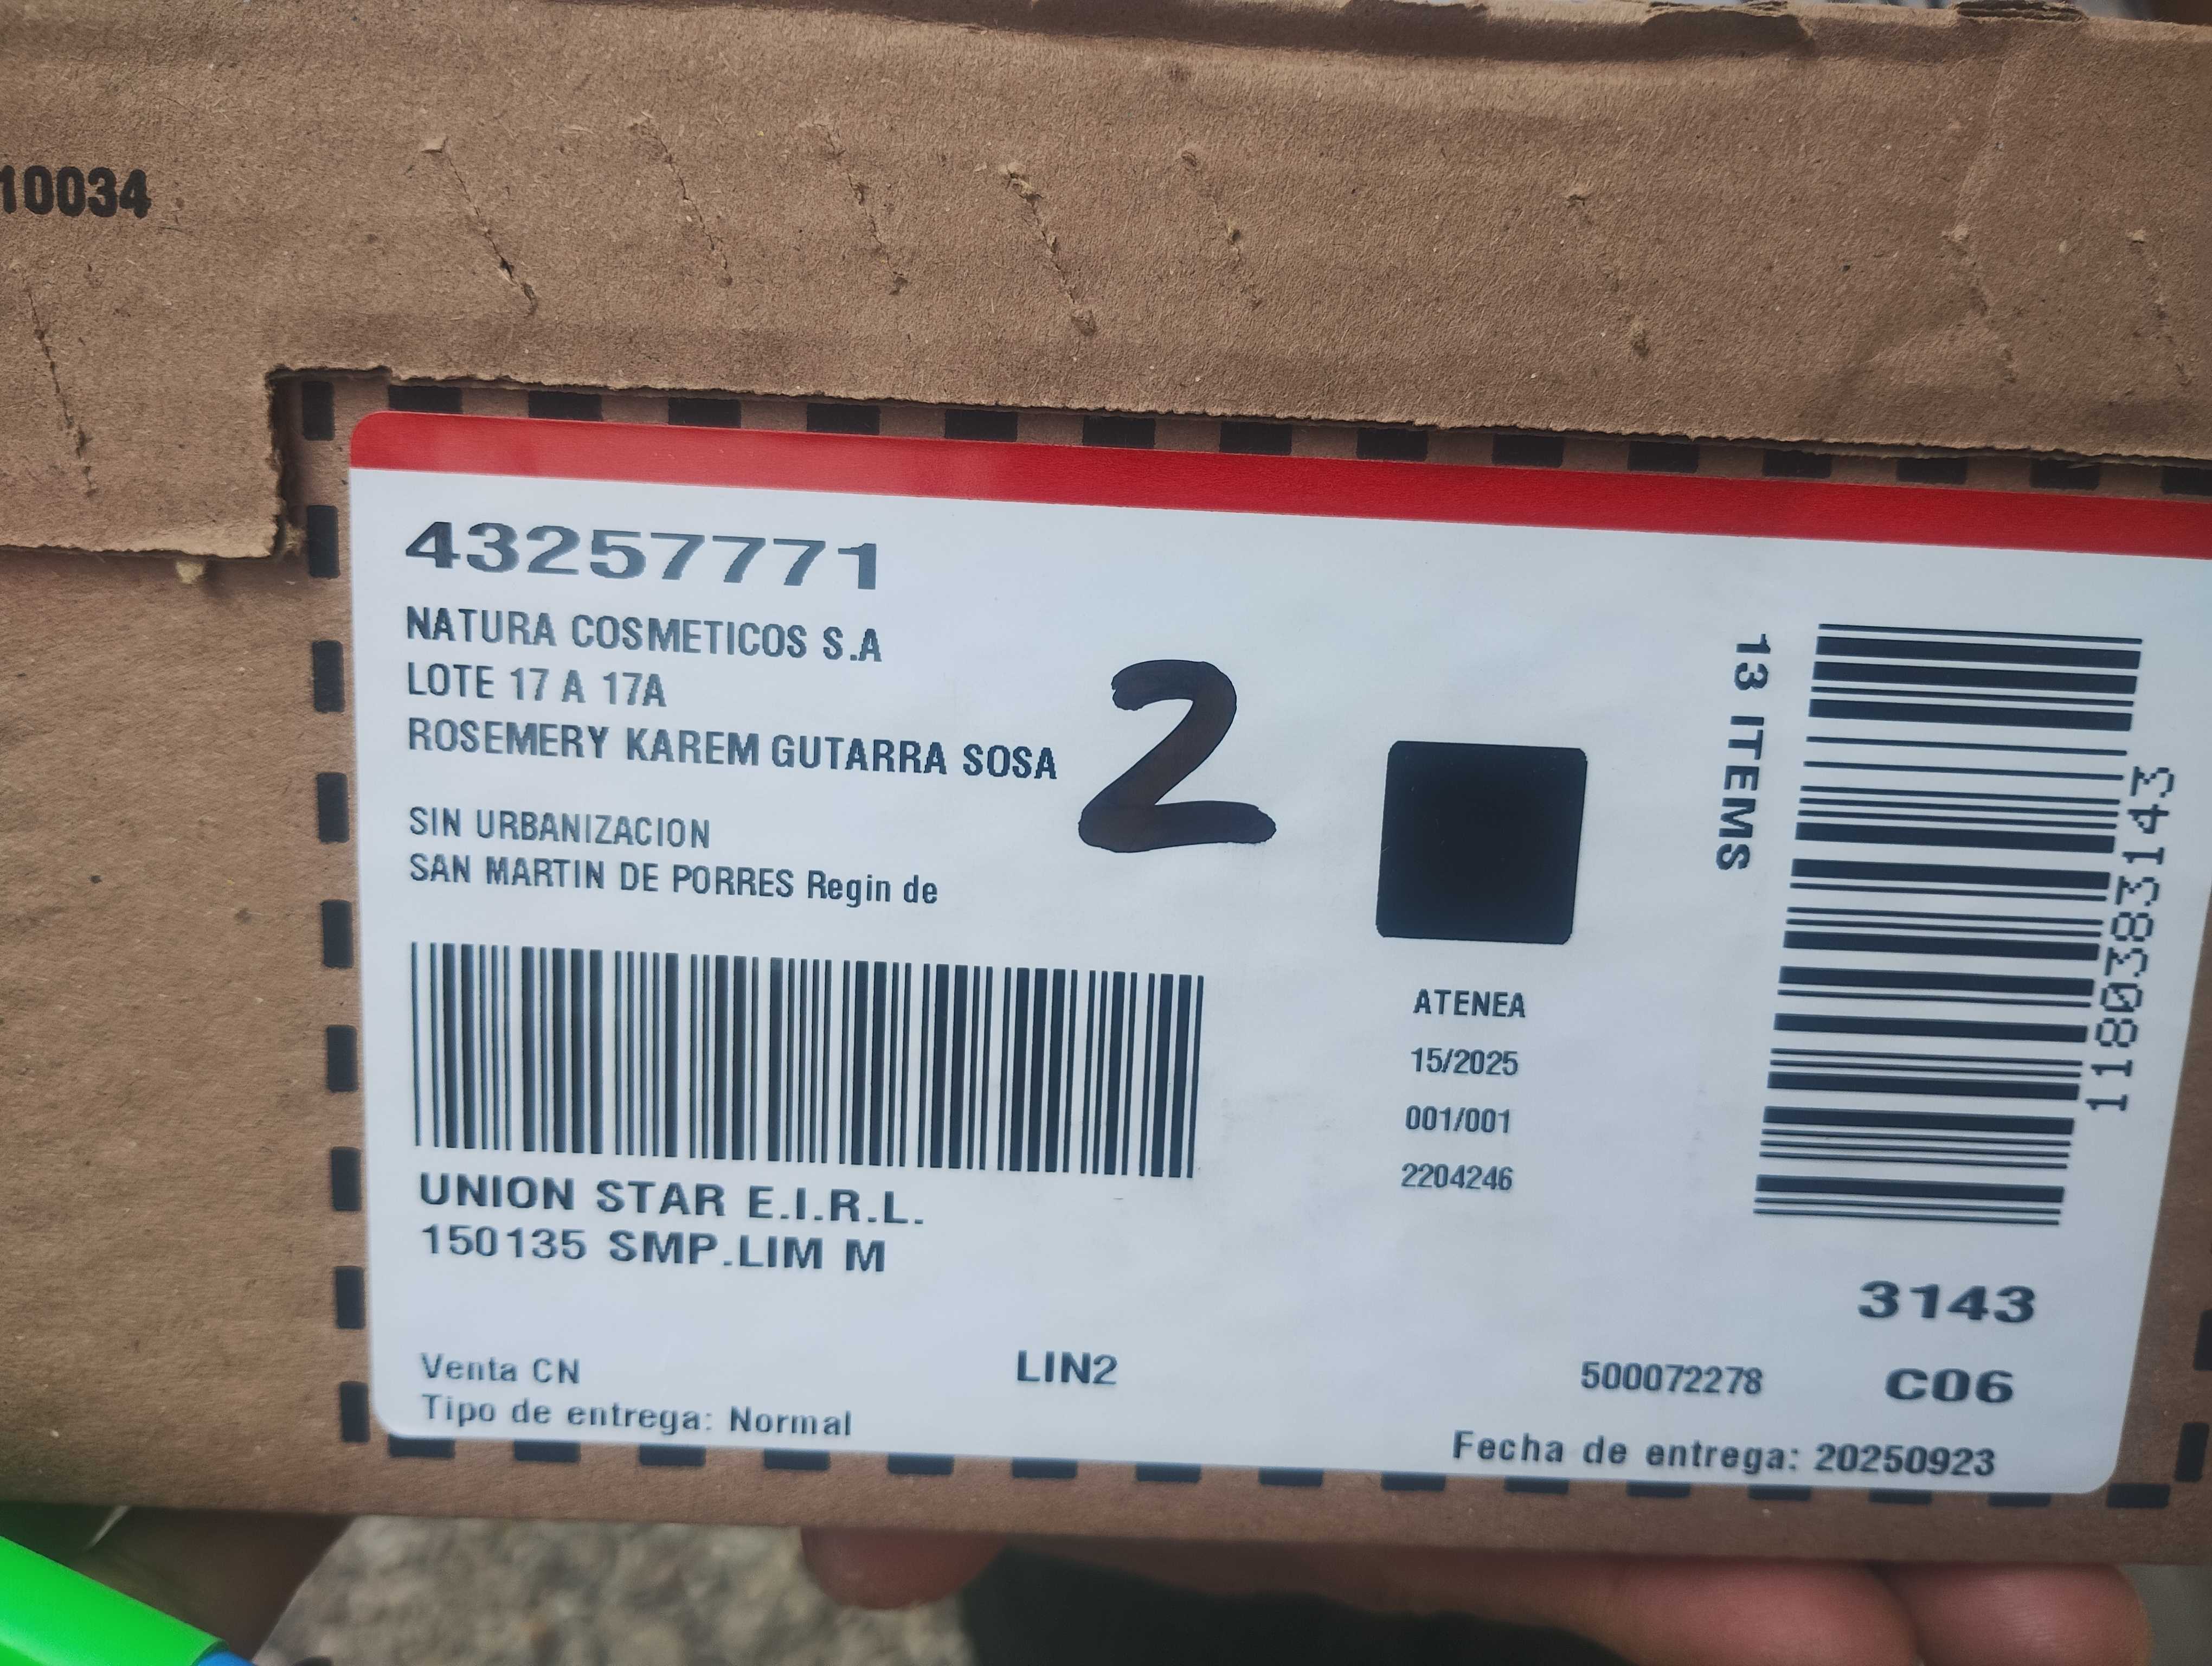 10034
43257771
NATURA COSMETICOS S.A
LOTE 17 A 17A
ROSEMERY KAREM GUTARRA SOSA
2
SIN URBANIZACION
SAN MARTIN DE PORRES Regin de
UNION STAR E.I.R.L.
150135 SMP.LIM M
Venta CN
Tipo de entrega: Normal
LIN2
ATENEA
15/2025
001/001
2204246
13 ITEMS
1180383143
3143
500072278 C06
Fecha de entrega: 20250923